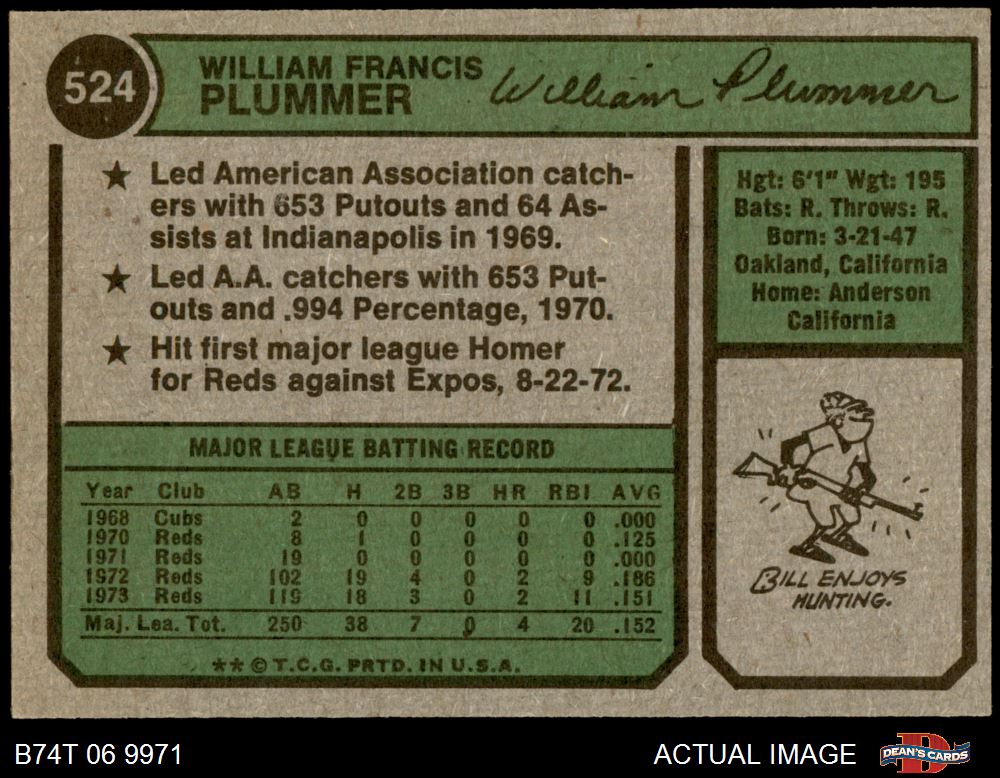 524
WILLIAM FRANCIS
PLUMMER
William Plummer
★ Led American Association catch-
ers with 653 Putouts and 64 As-
sists at Indianapolis in 1969.
★ Led A.A. catchers with 653 Put-
outs and .994 Percentage, 1970.
★ Hit first major league Homer
for Reds against Expos, 8-22-72.
Hgt: 6'1" Wgt: 195
Bats: R. Throws: R.
Born: 3-21-47
Oakland, California
Home: Anderson
California
MAJOR LEAGUE BATTING RECORD
Year Club AB H 2B 3B HR RBI AVG
1968 Cubs 2 0 0 0 0 0 .000
1970 Reds 8 1 0 0 0 0 .125
1971 Reds 19 0 0 0 0 0 .000
1972 Reds 102 19 4 0 2 9 .186
1973 Reds 119 18 3 0 2 11 .151
Maj. Lea. Tot. 250 38 7 0 4 20 .152
** © T.C.G. PRTD. IN U.S.A.
BILL ENJOYS
HUNTING.
B74T 06 9971
ACTUAL IMAGE
DEAN'S CARDS